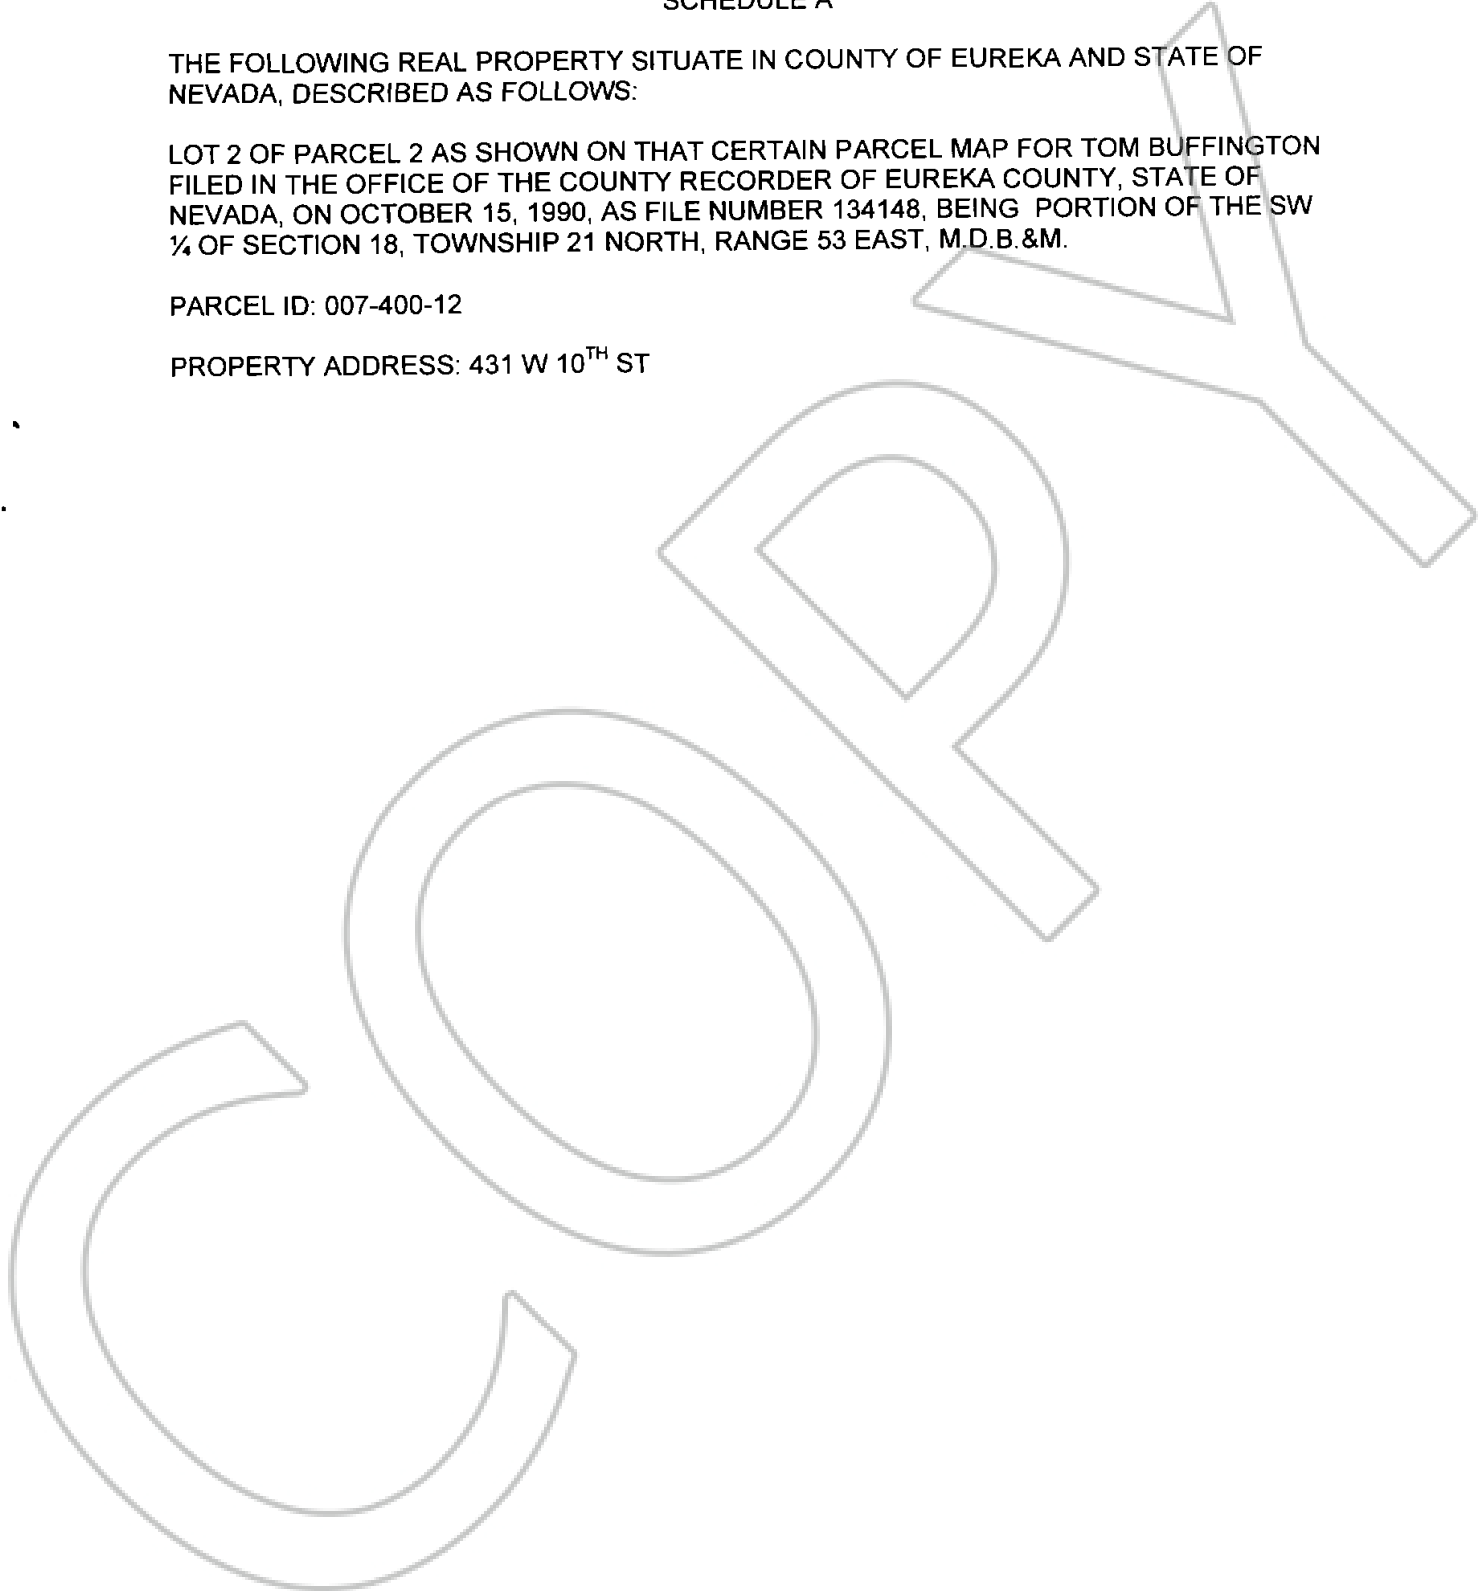 SCHEDULE A
THE FOLLOWING REAL PROPERTY SITUATE IN COUNTY OF EUREKA AND STATE OF
NEVADA, DESCRIBED AS FOLLOWS:
LOT 2 OF PARCEL 2 AS SHOWN ON THAT CERTAIN PARCEL MAP FOR TOM BUFFINGTON
FILED IN THE OFFICE OF THE COUNTY RECORDER OF EUREKA COUNTY, STATE OF
NEVADA, ON OCTOBER 15, 1990, AS FILE NUMBER 134148, BEING PORTION OF THE SW
¼ OF SECTION 18, TOWNSHIP 21 NORTH, RANGE 53 EAST, M.D.B.&M.
PARCEL ID: 007-400-12
PROPERTY ADDRESS: 431 W 10TH ST
COPY